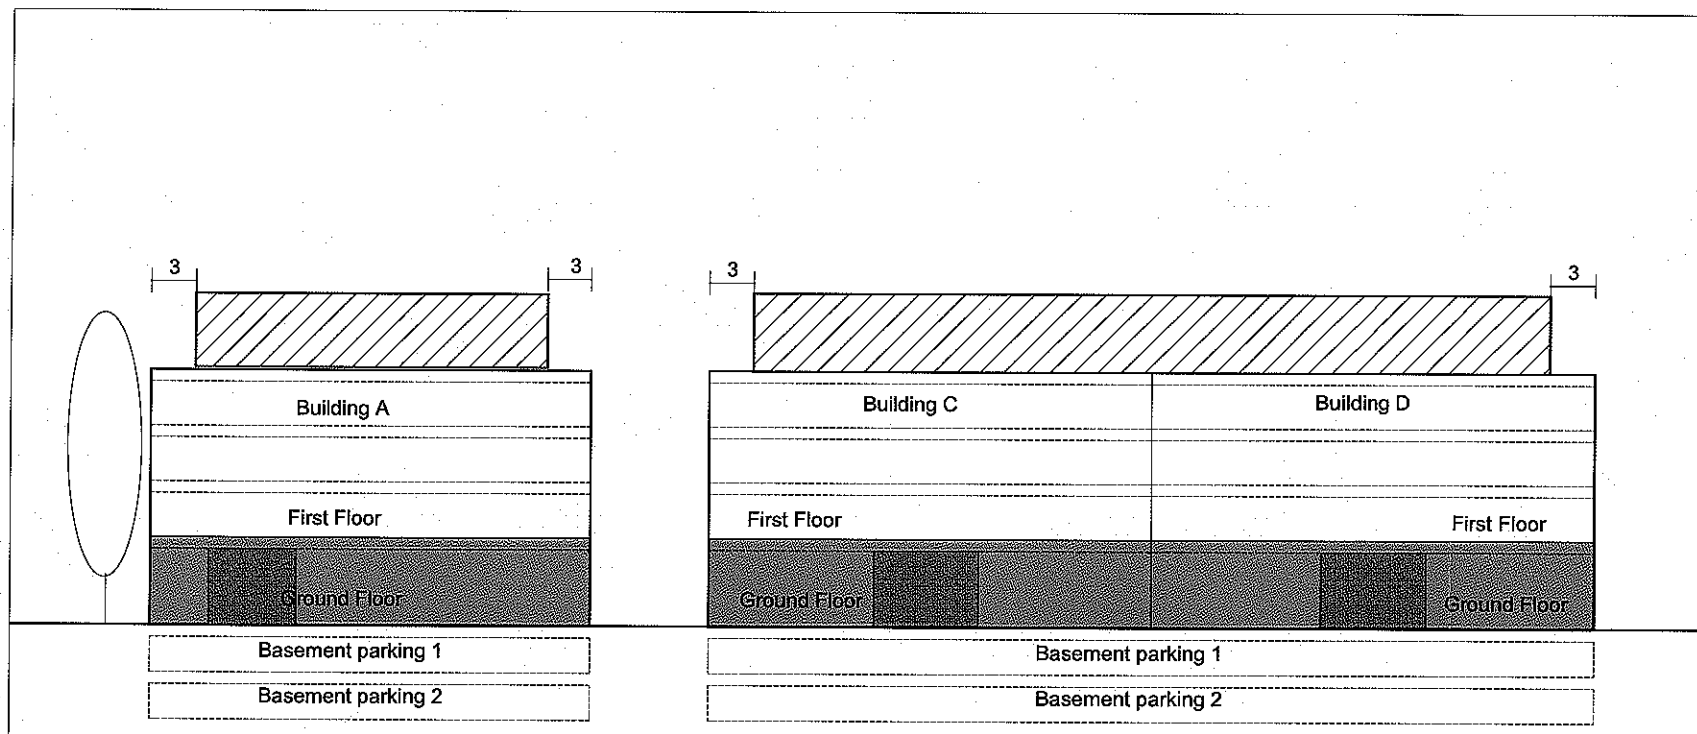 3 3 3 3
Building A Building C Building D
First Floor First Floor First Floor
Ground Floor Ground Floor Ground Floor
Basement parking 1 Basement parking 1
Basement parking 2 Basement parking 2